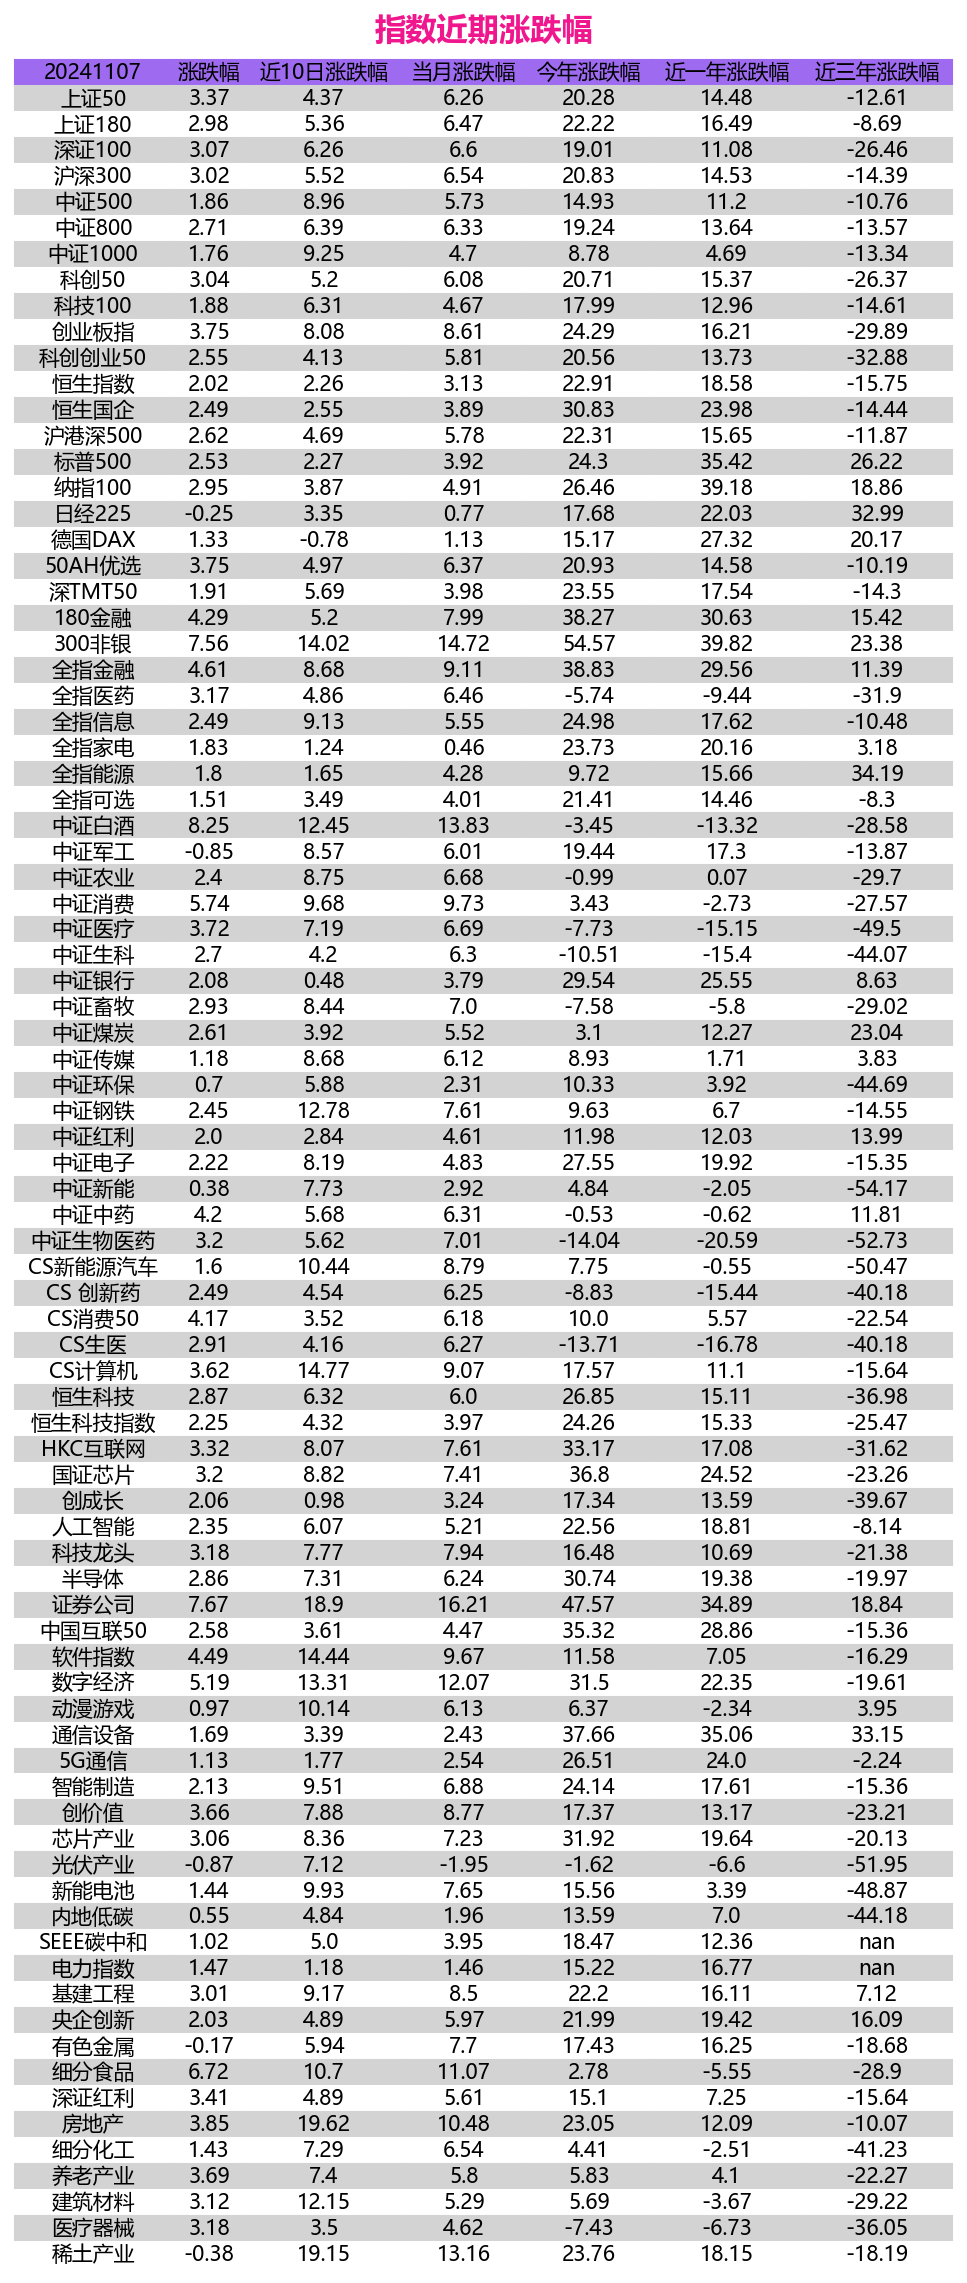 指数近期涨跌幅
20241107 涨跌幅 近10日涨跌幅 当月涨跌幅 今年涨跌幅 近一年涨跌幅 近三年涨跌幅
上证50 3.37 4.37 6.26 20.28 14.48 -12.61
上证180 2.98 5.36 6.47 22.22 16.49 -8.69
深证100 3.07 6.26 6.6 19.01 11.08 -26.46
沪深300 3.02 5.52 6.54 20.83 14.53 -14.39
中证500 1.86 8.96 5.73 14.93 11.2 -10.76
中证800 2.71 6.39 6.33 19.24 13.64 -13.57
中证1000 1.76 9.25 4.7 8.78 4.69 -13.34
科创50 3.04 5.2 6.08 20.71 15.37 -26.37
科技100 1.88 6.31 4.67 17.99 12.96 -14.61
创业板指 3.75 8.08 8.61 24.29 16.21 -29.89
科创创业50 2.55 4.13 5.81 20.56 13.73 -32.88
恒生指数 2.02 2.26 3.13 22.91 18.58 -15.75
恒生国企 2.49 2.55 3.89 30.83 23.98 -14.44
沪港深500 2.62 4.69 5.78 22.31 15.65 -11.87
标普500 2.53 2.27 3.92 24.3 35.42 26.22
纳指100 2.95 3.87 4.91 26.46 39.18 18.86
日经225 -0.25 3.35 0.77 17.68 22.03 32.99
德国DAX 1.33 -0.78 1.13 15.17 27.32 20.17
50AH优选 3.75 4.97 6.37 20.93 14.58 -10.19
深TMT50 1.91 5.69 3.98 23.55 17.54 -14.3
180金融 4.29 5.2 7.99 38.27 30.63 15.42
300非银 7.56 14.02 14.72 54.57 39.82 23.38
全指金融 4.61 8.68 9.11 38.83 29.56 11.39
全指医药 3.17 4.86 6.46 -5.74 -9.44 -31.9
全指信息 2.49 9.13 5.55 24.98 17.62 -10.48
全指家电 1.83 1.24 0.46 23.73 20.16 3.18
全指能源 1.8 1.65 4.28 9.72 15.66 34.19
全指可选 1.51 3.49 4.01 21.41 14.46 -8.3
中证白酒 8.25 12.45 13.83 -3.45 -13.32 -28.58
中证军工 -0.85 8.57 6.01 19.44 17.3 -13.87
中证农业 2.4 8.75 6.68 -0.99 0.07 -29.7
中证消费 5.74 9.68 9.73 3.43 -2.73 -27.57
中证医疗 3.72 7.19 6.69 -7.73 -15.15 -49.5
中证生科 2.7 4.2 6.3 -10.51 -15.4 -44.07
中证银行 2.08 0.48 3.79 29.54 25.55 8.63
中证畜牧 2.93 8.44 7.0 -7.58 -5.8 -29.02
中证煤炭 2.61 3.92 5.52 3.1 12.27 23.04
中证传媒 1.18 8.68 6.12 8.93 1.71 3.83
中证环保 0.7 5.88 2.31 10.33 3.92 -44.69
中证钢铁 2.45 12.78 7.61 9.63 6.7 -14.55
中证红利 2.0 2.84 4.61 11.98 12.03 13.99
中证电子 2.22 8.19 4.83 27.55 19.92 -15.35
中证新能 0.38 7.73 2.92 4.84 -2.05 -54.17
中证中药 4.2 5.68 6.31 -0.53 -0.62 11.81
中证生物医药 3.2 5.62 7.01 -14.04 -20.59 -52.73
CS新能源汽车 1.6 10.44 8.79 7.75 -0.55 -50.47
CS 创新药 2.49 4.54 6.25 -8.83 -15.44 -40.18
CS消费50 4.17 3.52 6.18 10.0 5.57 -22.54
CS生医 2.91 4.16 6.27 -13.71 -16.78 -40.18
CS计算机 3.62 14.77 9.07 17.57 11.1 -15.64
恒生科技 2.87 6.32 6.0 26.85 15.11 -36.98
恒生科技指数 2.25 4.32 3.97 24.26 15.33 -25.47
HKC互联网 3.32 8.07 7.61 33.17 17.08 -31.62
国证芯片 3.2 8.82 7.41 36.8 24.52 -23.26
创成长 2.06 0.98 3.24 17.34 13.59 -39.67
人工智能 2.35 6.07 5.21 22.56 18.81 -8.14
科技龙头 3.18 7.77 7.94 16.48 10.69 -21.38
半导体 2.86 7.31 6.24 30.74 19.38 -19.97
证券公司 7.67 18.9 16.21 47.57 34.89 18.84
中国互联50 2.58 3.61 4.47 35.32 28.86 -15.36
软件指数 4.49 14.44 9.67 11.58 7.05 -16.29
数字经济 5.19 13.31 12.07 31.5 22.35 -19.61
动漫游戏 0.97 10.14 6.13 6.37 -2.34 3.95
通信设备 1.69 3.39 2.43 37.66 35.06 33.15
5G通信 1.13 1.77 2.54 26.51 24.0 -2.24
智能制造 2.13 9.51 6.88 24.14 17.61 -15.36
创价值 3.66 7.88 8.77 17.37 13.17 -23.21
芯片产业 3.06 8.36 7.23 31.92 19.64 -20.13
光伏产业 -0.87 7.12 -1.95 -1.62 -6.6 -51.95
新能电池 1.44 9.93 7.65 15.56 3.39 -48.87
内地低碳 0.55 4.84 1.96 13.59 7.0 -44.18
SEEE碳中和 1.02 5.0 3.95 18.47 12.36 nan
电力指数 1.47 1.18 1.46 15.22 16.77 nan
基建工程 3.01 9.17 8.5 22.2 16.11 7.12
央企创新 2.03 4.89 5.97 21.99 19.42 16.09
有色金属 -0.17 5.94 7.7 17.43 16.25 -18.68
细分食品 6.72 10.7 11.07 2.78 -5.55 -28.9
深证红利 3.41 4.89 5.61 15.1 7.25 -15.64
房地产 3.85 19.62 10.48 23.05 12.09 -10.07
细分化工 1.43 7.29 6.54 4.41 -2.51 -41.23
养老产业 3.69 7.4 5.8 5.83 4.1 -22.27
建筑材料 3.12 12.15 5.29 5.69 -3.67 -29.22
医疗器械 3.18 3.5 4.62 -7.43 -6.73 -36.05
稀土产业 -0.38 19.15 13.16 23.76 18.15 -18.19